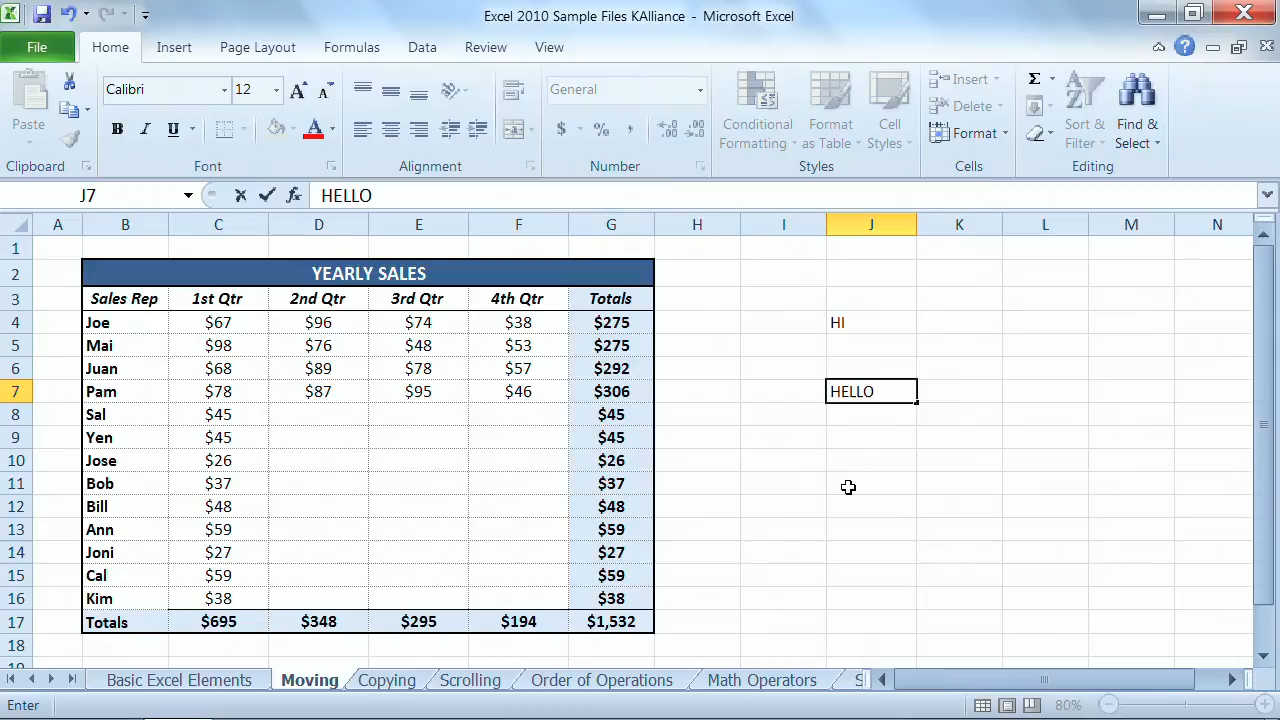 Excel 2010 Sample Files KAlliance - Microsoft Excel
File Home Insert Page Layout Formulas Data Review View
Calibri 12 General Insert Σ
Paste Delete
B I U A $ % , Conditional Formatting Format as Table Cell Styles Format Sort & Filter Find & Select
Clipboard Font Alignment Number Styles Cells Editing
J7 fx HELLO
A B C D E F G H I J K L M N
1
2 YEARLY SALES
3 Sales Rep 1st Qtr 2nd Qtr 3rd Qtr 4th Qtr Totals
4 Joe $67 $96 $74 $38 $275 HI
5 Mai $98 $76 $48 $53 $275
6 Juan $68 $89 $78 $57 $292
7 Pam $78 $87 $95 $46 $306 HELLO
8 Sal $45 $45
9 Yen $45 $45
10 Jose $26 $26
11 Bob $37 $37
12 Bill $48 $48
13 Ann $59 $59
14 Joni $27 $27
15 Cal $59 $59
16 Kim $38 $38
17 Totals $695 $348 $295 $194 $1,532
18
Basic Excel Elements Moving Copying Scrolling Order of Operations Math Operators
Enter 80%